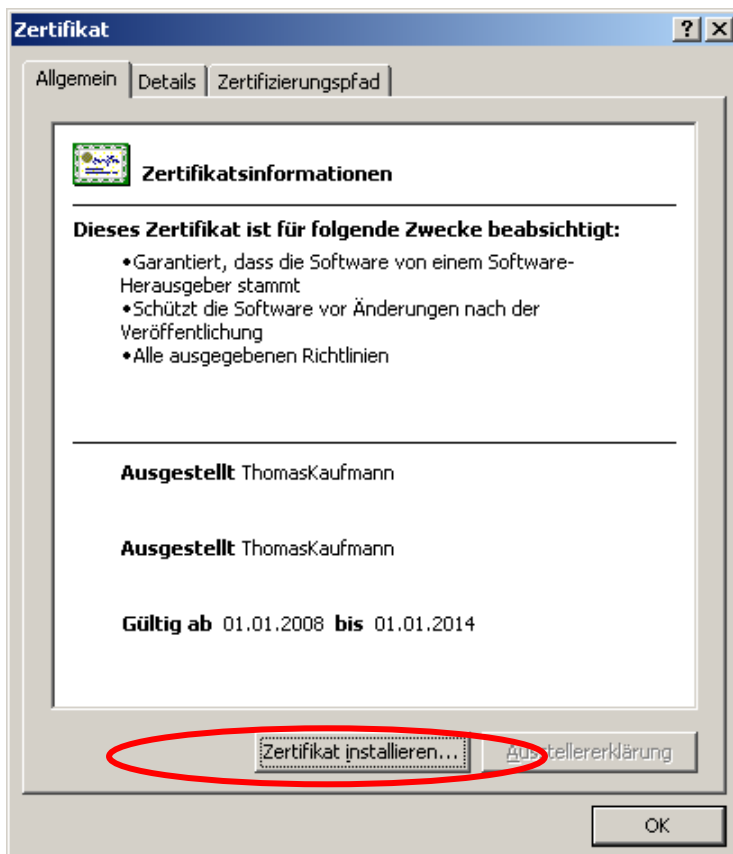 Zertifikat
Allgemein Details Zertifizierungspfad
Zertifikatsinformationen
Dieses Zertifikat ist für folgende Zwecke beabsichtigt:
•Garantiert, dass die Software von einem Software-
Herausgeber stammt
•Schützt die Software vor Änderungen nach der
Veröffentlichung
•Alle ausgegebenen Richtlinien
Ausgestellt ThomasKaufmann
Ausgestellt ThomasKaufmann
Gültig ab 01.01.2008 bis 01.01.2014
Zertifikat installieren... Ausstellererklärung
OK